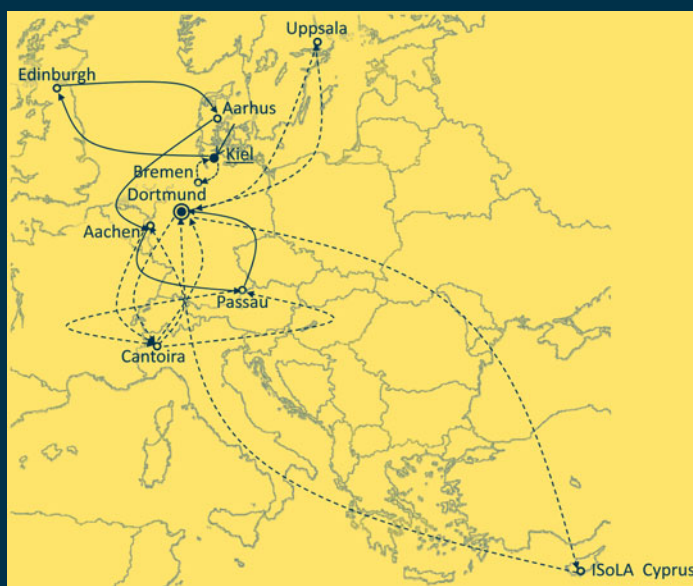 Uppsala
Edinburgh
Aarhus
Kiel
Bremen
Dortmund
Aachen
Passau
Cantoira
ISoLA Cyprus